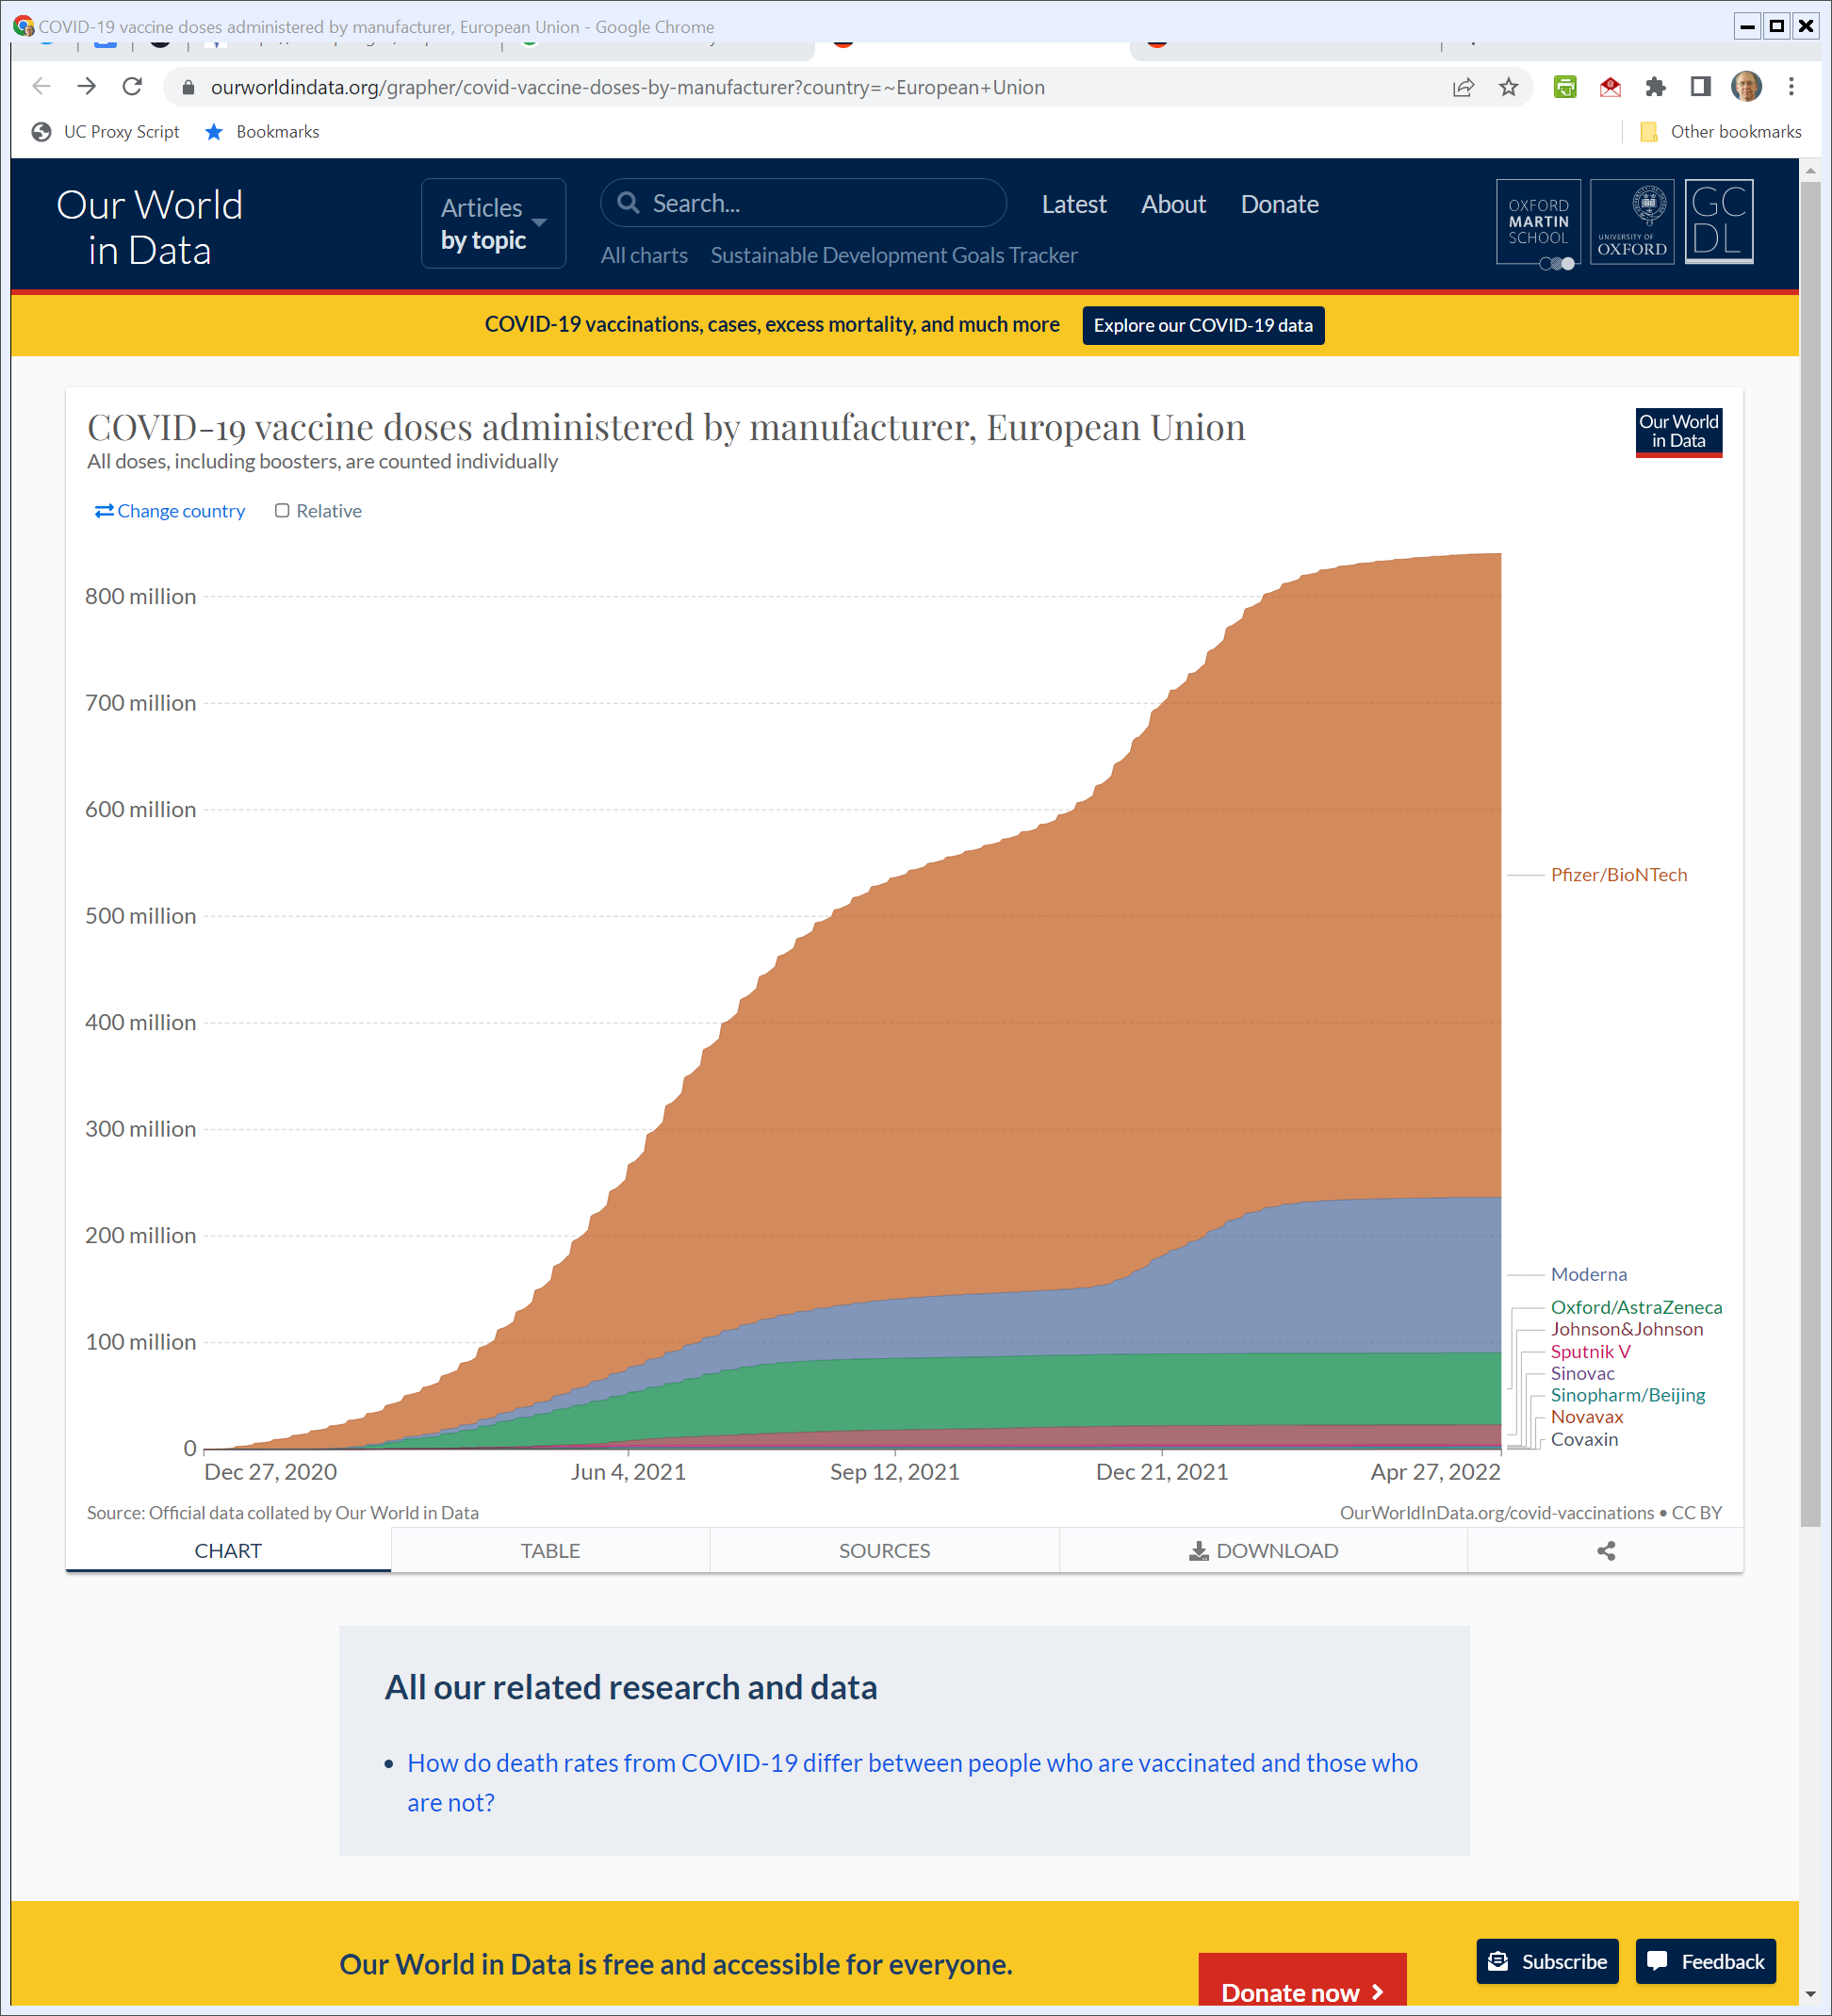 COVID-19 vaccine doses administered by manufacturer, European Union - Google Chrome
ourworldindata.org/grapher/covid-vaccine-doses-by-manufacturer?country=~European+Union
UC Proxy Script
Bookmarks
Other bookmarks
Our World
in Data
Articles
by topic
Search...
Latest
About
Donate
All charts
Sustainable Development Goals Tracker
OXFORD
MARTIN
SCHOOL
UNIVERSITY OF
OXFORD
GC
DL
COVID-19 vaccinations, cases, excess mortality, and much more
Explore our COVID-19 data
COVID-19 vaccine doses administered by manufacturer, European Union
All doses, including boosters, are counted individually
Our World
in Data
Change country
Relative
800 million
700 million
600 million
500 million
400 million
300 million
200 million
100 million
0
Pfizer/BioNTech
Moderna
Oxford/AstraZeneca
Johnson&Johnson
Sputnik V
Sinovac
Sinopharm/Beijing
Novavax
Covaxin
Dec 27, 2020
Jun 4, 2021
Sep 12, 2021
Dec 21, 2021
Apr 27, 2022
Source: Official data collated by Our World in Data
OurWorldInData.org/covid-vaccinations • CC BY
CHART
TABLE
SOURCES
DOWNLOAD
All our related research and data
• How do death rates from COVID-19 differ between people who are vaccinated and those who
are not?
Our World in Data is free and accessible for everyone.
Donate now
Subscribe
Feedback